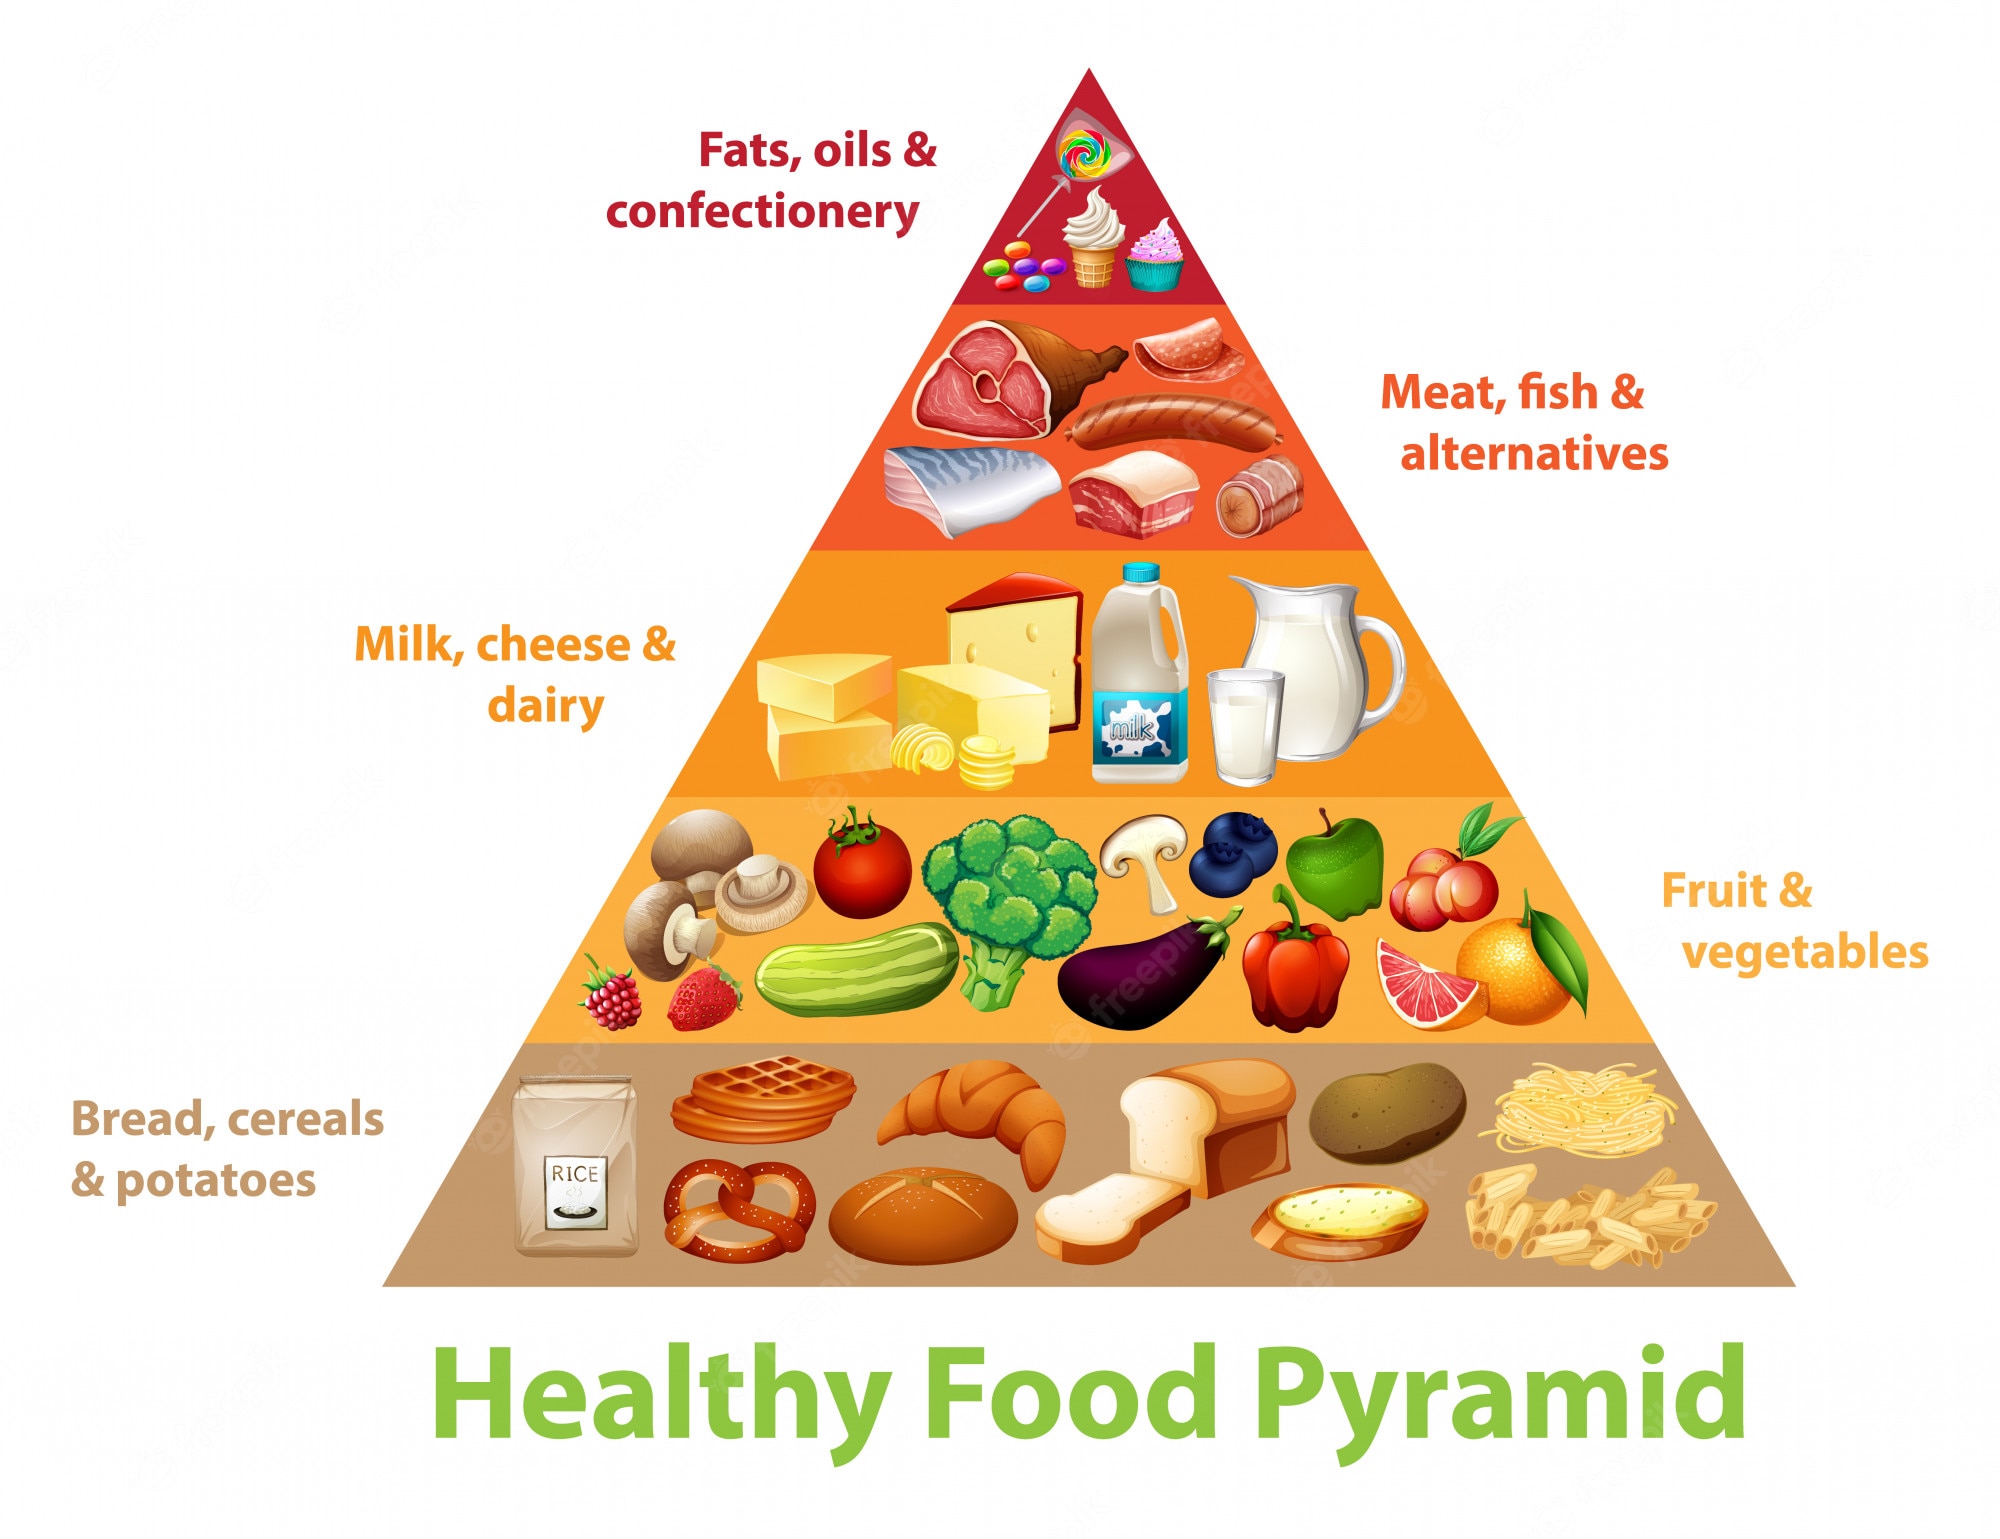 Fats, oils &
confectionery
Meat, fish &
alternatives
Milk, cheese &
dairy
milk
Fruit &
vegetables
Bread, cereals
& potatoes
RICE
Healthy Food Pyramid
freepik